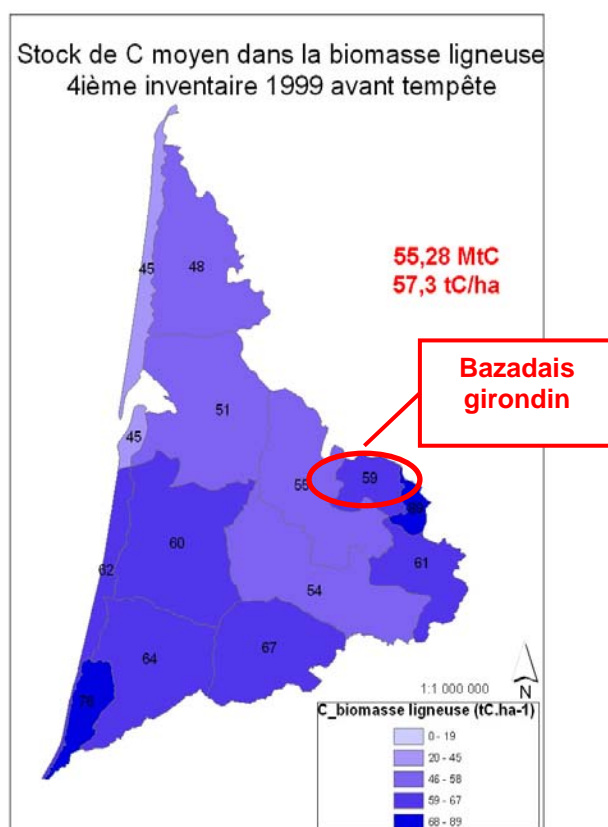 Stock de C moyen dans la biomasse ligneuse
4ième inventaire 1999 avant tempête
55,28 MtC
57,3 tC/ha
45
48
Bazadais
girondin
51
45
55
59
60
61
62
54
64
67
76
1:1 000 000
N
C_biomasse ligneuse (tC.ha-1)
0 - 19
20 - 45
46 - 58
59 - 67
68 - 89